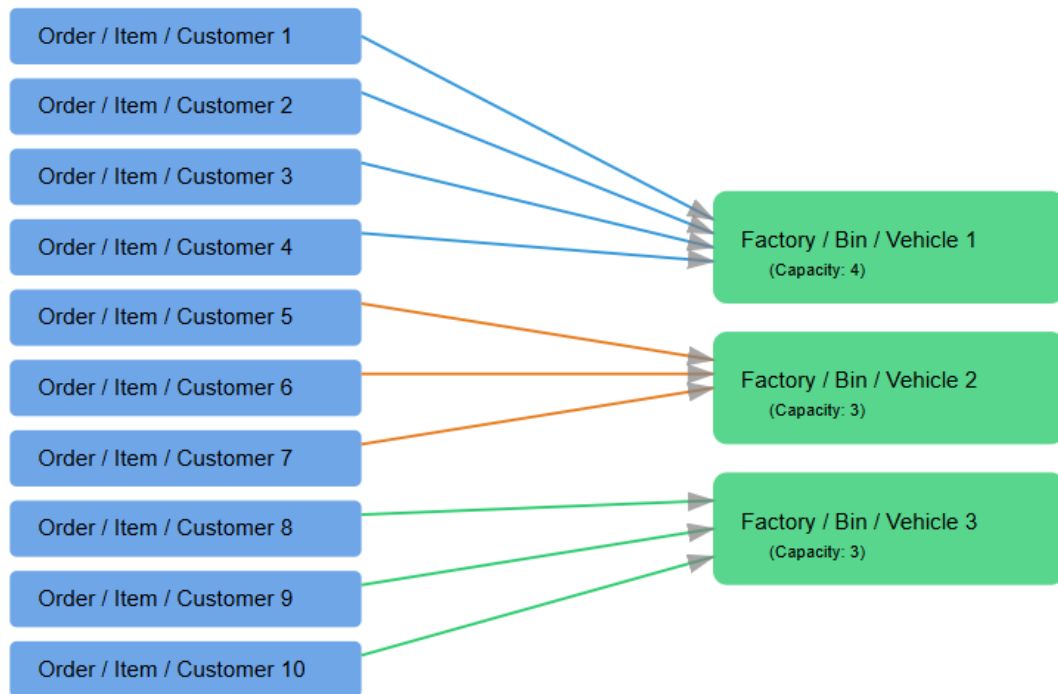 Order / Item / Customer 1
Order / Item / Customer 2
Order / Item / Customer 3
Order / Item / Customer 4
Order / Item / Customer 5
Order / Item / Customer 6
Order / Item / Customer 7
Order / Item / Customer 8
Order / Item / Customer 9
Order / Item / Customer 10
Factory / Bin / Vehicle 1
(Capacity: 4)
Factory / Bin / Vehicle 2
(Capacity: 3)
Factory / Bin / Vehicle 3
(Capacity: 3)